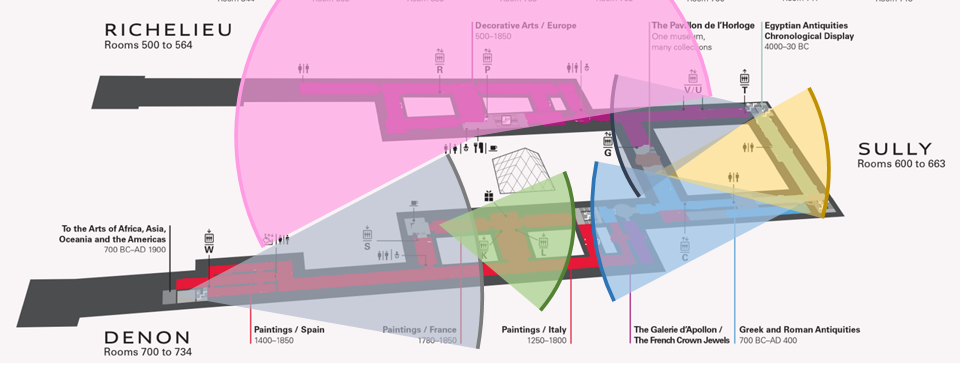 RICHELIEU
Rooms 500 to 564
Decorative Arts / Europe
500–1850
The Pavillon de l'Horloge
One museum,
many collections
Egyptian Antiquities
Chronological Display
4000–30 BC
R
P
V/U
T
G
SULLY
Rooms 600 to 663
To the Arts of Africa, Asia,
Oceania and the Americas
700 BC–AD 1900
W
S
K
L
C
DENON
Rooms 700 to 734
Paintings / Spain
1400–1850
Paintings / France
1780–1850
Paintings / Italy
1250–1800
The Galerie d'Apollon /
The French Crown Jewels
Greek and Roman Antiquities
700 BC–AD 400